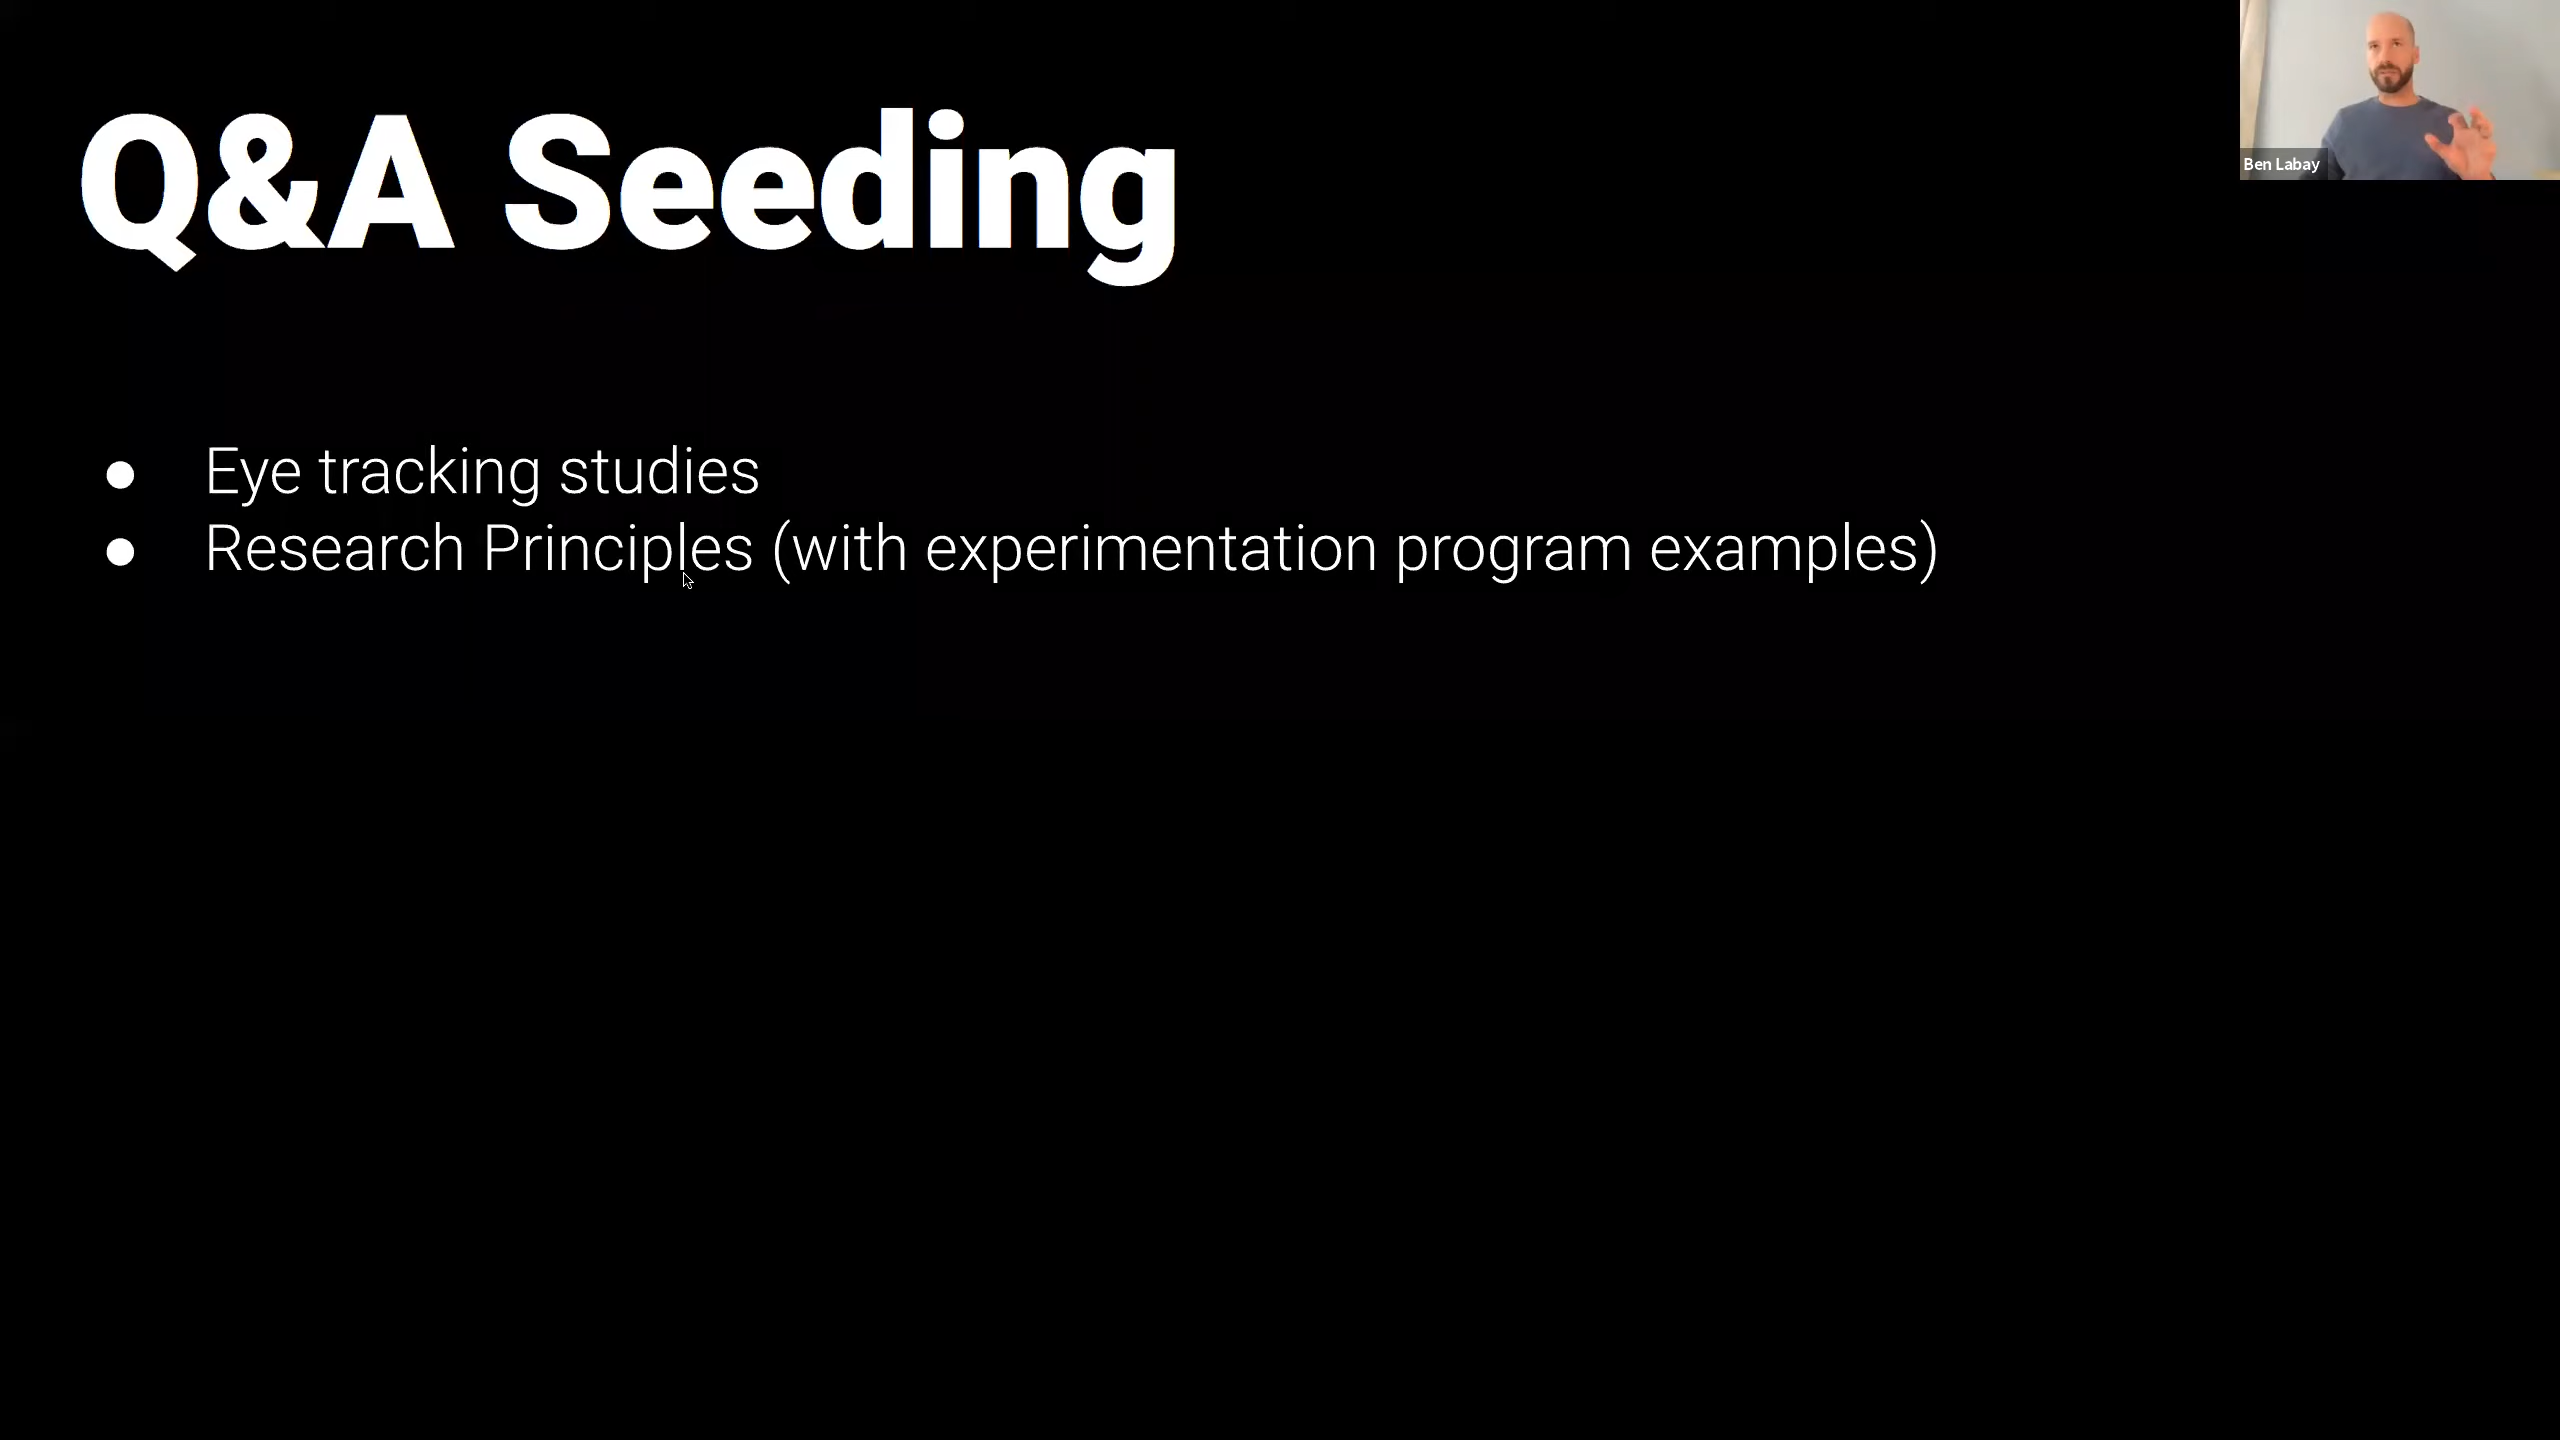 Q&A Seeding
Ben Labay
● Eye tracking studies
● Research Principles (with experimentation program examples)